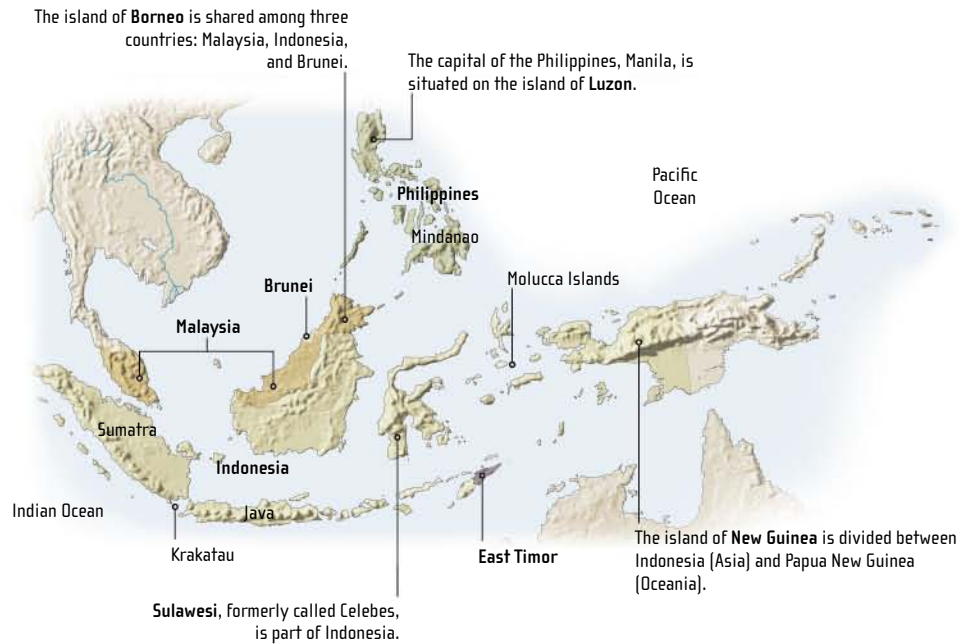 The island of Borneo is shared among three
countries: Malaysia, Indonesia,
and Brunei.
The capital of the Philippines, Manila, is
situated on the island of Luzon.
Pacific
Ocean
Philippines
Mindanao
Molucca Islands
Brunei
Malaysia
Sumatra
Indonesia
Indian Ocean
Java
Krakatau
East Timor
The island of New Guinea is divided between
Indonesia (Asia) and Papua New Guinea
(Oceania).
Sulawesi, formerly called Celebes,
is part of Indonesia.